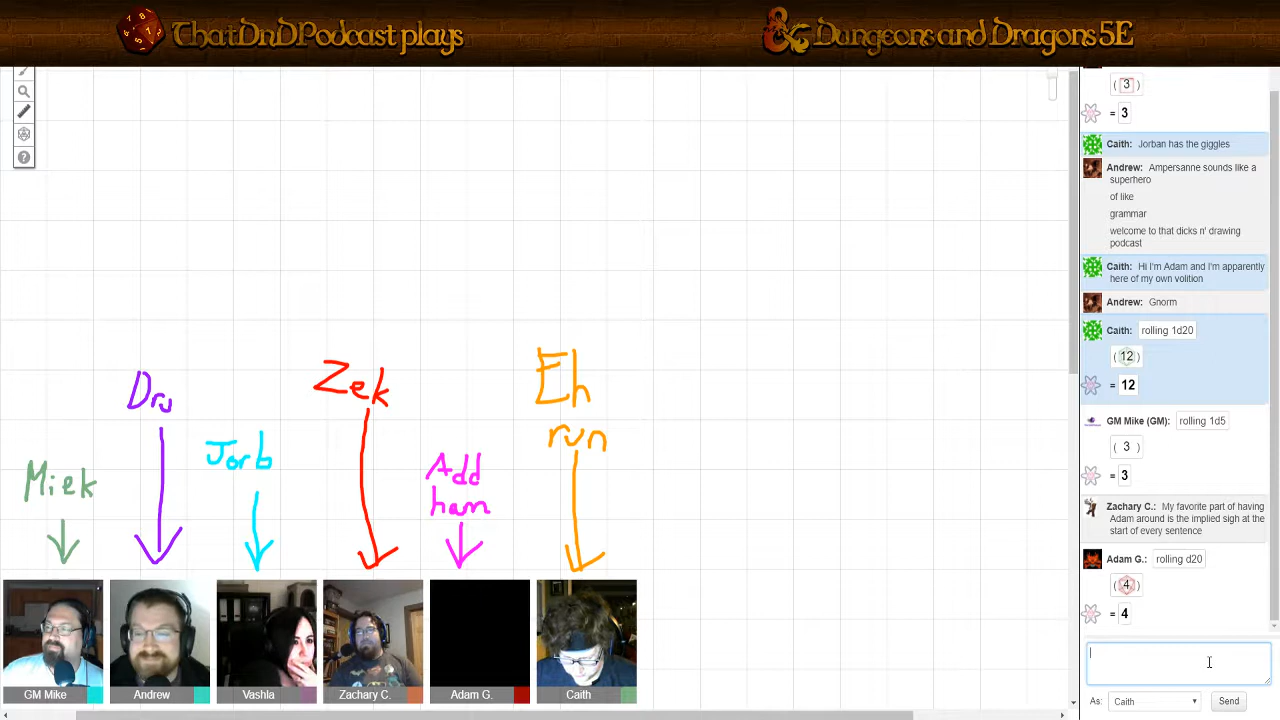 ThatDnDPodcast plays
Dungeons and Dragons 5E
( 3 )
= 3
Caith: Jorban has the giggles
Andrew: Ampersanne sounds like a
superhero
of like
grammar
welcome to that dicks n' drawing
podcast
Caith: Hi I'm Adam and I'm apparently
here of my own volition
Andrew: Gnorm
Caith: rolling 1d20
( 12 )
= 12
GM Mike (GM): rolling 1d5
( 3 )
= 3
Zachary C.: My favorite part of having
Adam around is the implied sigh at the
start of every sentence
Adam G.: rolling d20
( 4 )
= 4
As: Caith Send
Miek
Dru
Jorb
Zek
Add
ham
Eh
run
GM Mike
Andrew
Vashla
Zachary C.
Adam G.
Caith